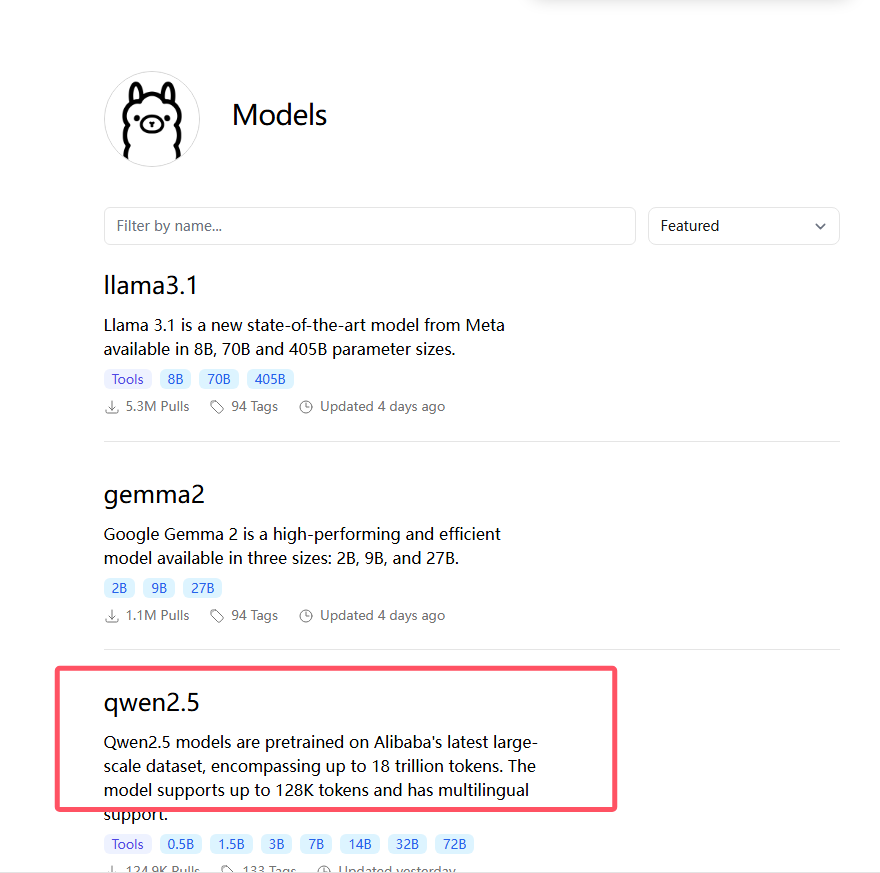 Models
Filter by name...
Featured
llama3.1
Llama 3.1 is a new state-of-the-art model from Meta
available in 8B, 70B and 405B parameter sizes.
Tools 8B 70B 405B
5.3M Pulls 94 Tags Updated 4 days ago
gemma2
Google Gemma 2 is a high-performing and efficient
model available in three sizes: 2B, 9B, and 27B.
2B 9B 27B
1.1M Pulls 94 Tags Updated 4 days ago
qwen2.5
Qwen2.5 models are pretrained on Alibaba's latest large-
scale dataset, encompassing up to 18 trillion tokens. The
model supports up to 128K tokens and has multilingual
support.
Tools 0.5B 1.5B 3B 7B 14B 32B 72B
124.9K Pulls 133 Tags Updated yesterday